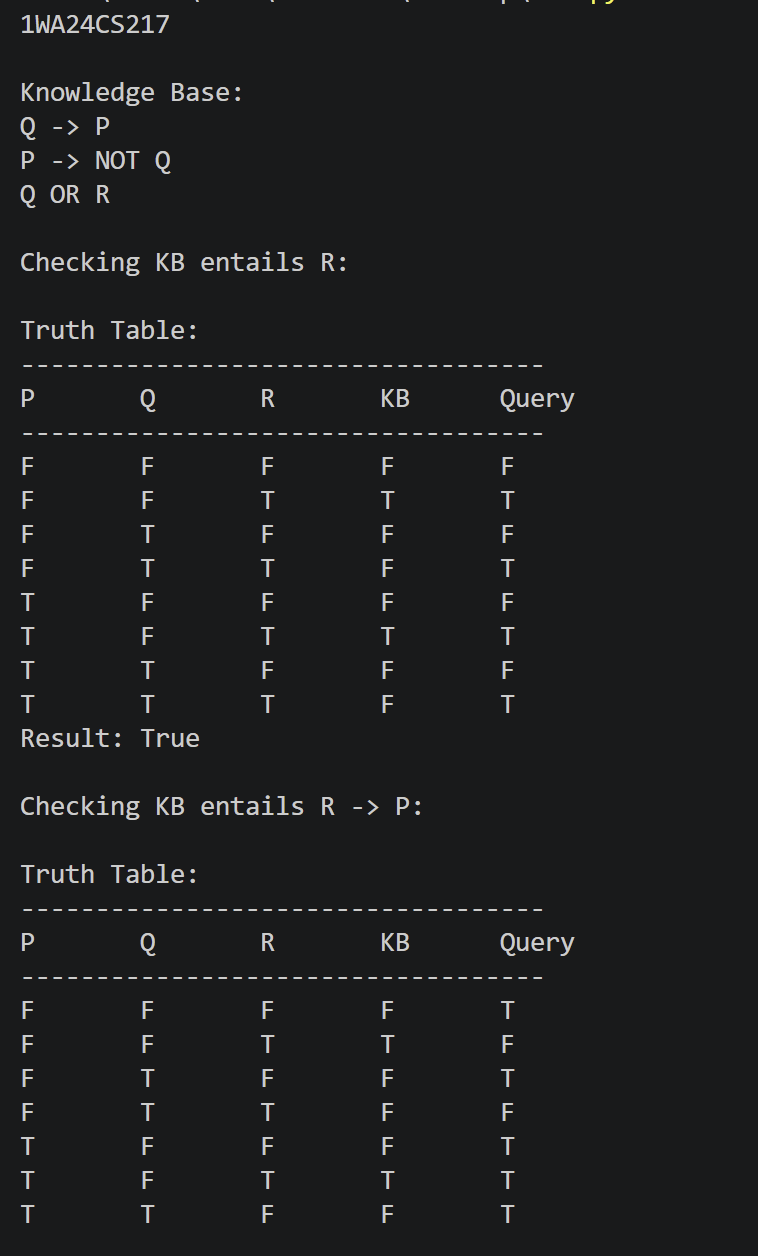 1WA24CS217
Knowledge Base:
Q -> P
P -> NOT Q
Q OR R
Checking KB entails R:
Truth Table:
-----------------------------------
P Q R KB Query
-----------------------------------
F F F F F
F F T T T
F T F F F
F T T F T
T F F F F
T F T T T
T T F F F
T T T F T
Result: True
Checking KB entails R -> P:
Truth Table:
-----------------------------------
P Q R KB Query
-----------------------------------
F F F F T
F F T T F
F T F F T
F T T F F
T F F F T
T F T T T
T T F F T